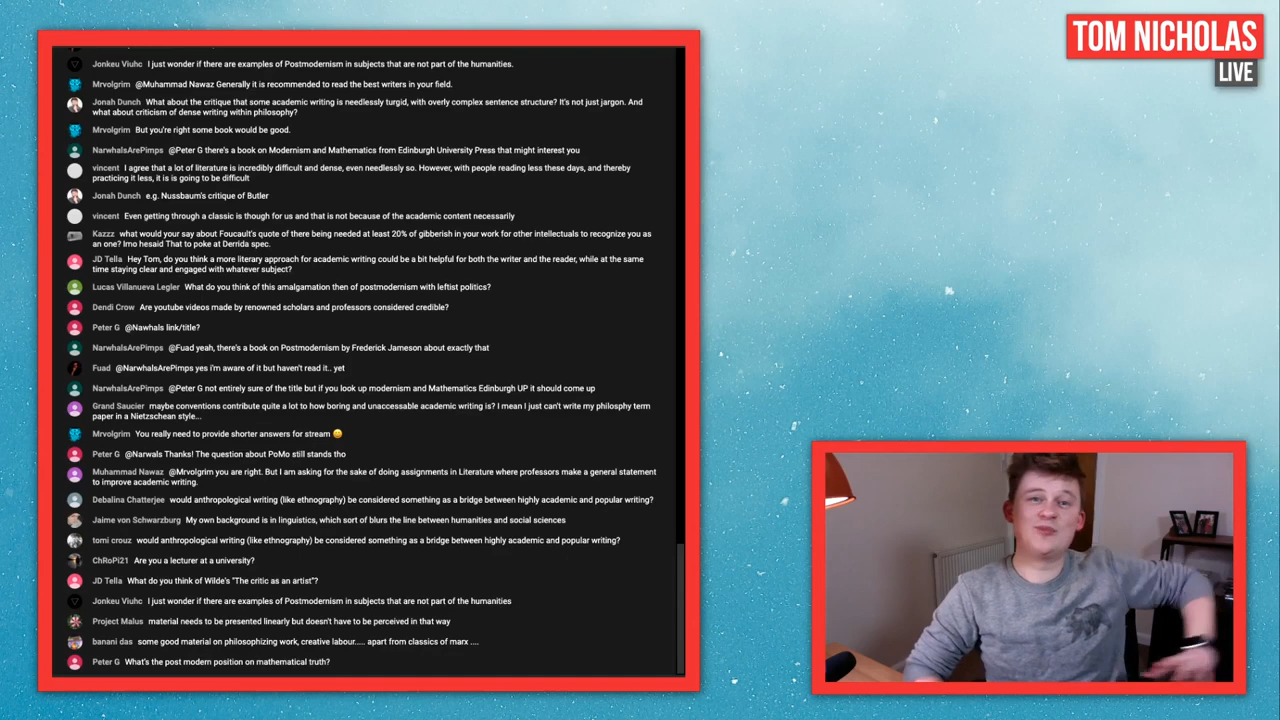 TOM NICHOLAS
LIVE
Jonkeu Viuhc I just wonder if there are examples of Postmodernism in subjects that are not part of the humanities.
Mrvolgrim @Muhammad Nawaz Generally it is recommended to read the best writers in your field.
Jonah Dunch What about the critique that some academic writing is needlessly turgid, with overly complex sentence structure? It's not just jargon. And
what about criticism of dense writing within philosophy?
Mrvolgrim But you're right some book would be good.
NarwhalsArePimps @Peter G there's a book on Modernism and Mathematics from Edinburgh University Press that might interest you
vincent I agree that a lot of literature is incredibly difficult and dense, even needlessly so. However, with people reading less these days, and thereby
practicing it less, it is is going to be difficult
Jonah Dunch e.g. Nussbaum's critique of Butler
vincent Even getting through a classic is though for us and that is not because of the academic content necessarily
Kazzz what would your say about Foucault's quote of there being needed at least 20% of gibberish in your work for other intellectuals to recognize you as
an one? Imo hesaid That to poke at Derrida spec.
JD Tella Hey Tom, do you think a more literary approach for academic writing could be a bit helpful for both the writer and the reader, while at the same
time staying clear and engaged with whatever subject?
Lucas Villanueva Legler What do you think of this amalgamation then of postmodernism with leftist politics?
Dendi Crow Are youtube videos made by renowned scholars and professors considered credible?
Peter G @Nawhals link/title?
NarwhalsArePimps @Fuad yeah, there's a book on Postmodernism by Frederick Jameson about exactly that
Fuad @NarwhalsArePimps yes i'm aware of it but haven't read it.. yet
NarwhalsArePimps @Peter G not entirely sure of the title but if you look up modernism and Mathematics Edinburgh UP it should come up
Grand Saucier maybe conventions contribute quite a lot to how boring and unaccessable academic writing is? I mean I just can't write my philosphy term
paper in a Nietzschean style...
Mrvolgrim You really need to provide shorter answers for stream 😄
Peter G @Narwals Thanks! The question about PoMo still stands tho
Muhammad Nawaz @Mrvolgrim you are right. But I am asking for the sake of doing assignments in Literature where professors make a general statement
to improve academic writing.
Debalina Chatterjee would anthropological writing (like ethnography) be considered something as a bridge between highly academic and popular writing?
Jaime von Schwarzburg My own background is in linguistics, which sort of blurs the line between humanities and social sciences
tomi crouz would anthropological writing (like ethnography) be considered something as a bridge between highly academic and popular writing?
ChRoPi21 Are you a lecturer at a university?
JD Tella What do you think of Wilde's "The critic as an artist"?
Jonkeu Viuhc I just wonder if there are examples of Postmodernism in subjects that are not part of the humanities
Project Malus material needs to be presented linearly but doesn't have to be perceived in that way
banani das some good material on philosophizing work, creative labour..... apart from classics of marx ....
Peter G What's the post modern position on mathematical truth?